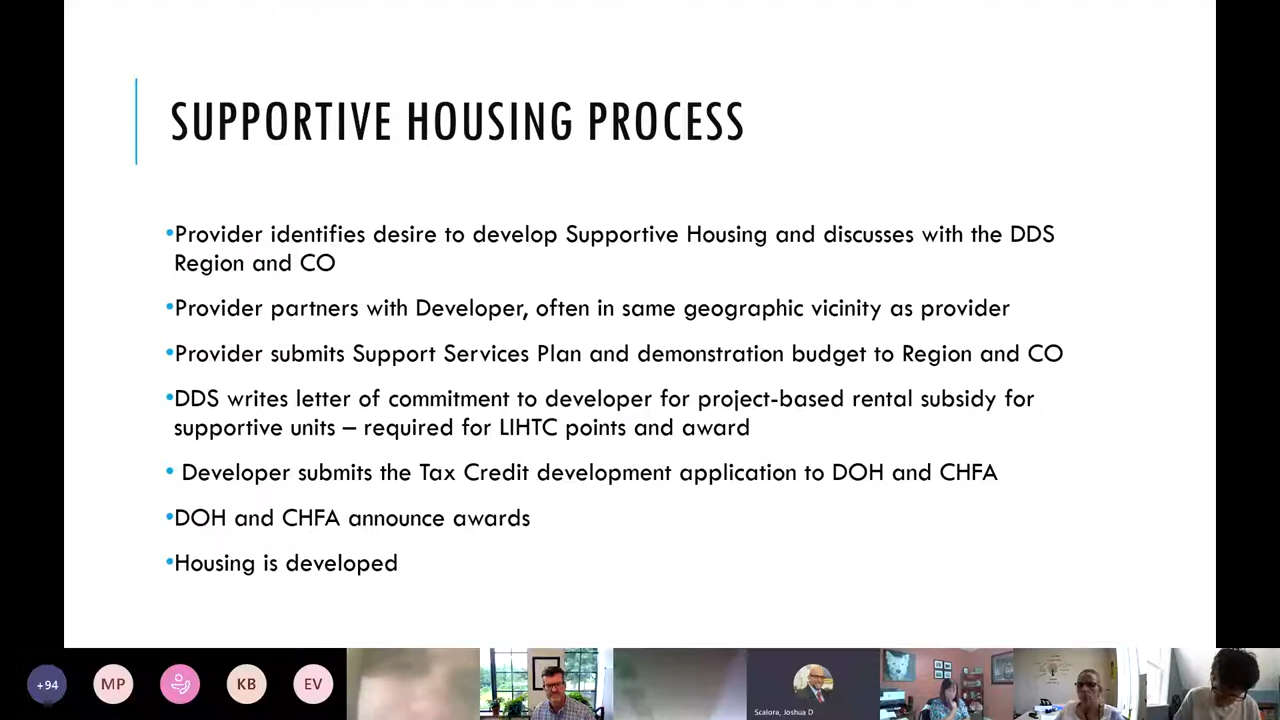 SUPPORTIVE HOUSING PROCESS
•Provider identifies desire to develop Supportive Housing and discusses with the DDS
Region and CO
•Provider partners with Developer, often in same geographic vicinity as provider
•Provider submits Support Services Plan and demonstration budget to Region and CO
•DDS writes letter of commitment to developer for project-based rental subsidy for
supportive units – required for LIHTC points and award
• Developer submits the Tax Credit development application to DOH and CHFA
•DOH and CHFA announce awards
•Housing is developed
+94
MP
KB
EV
Scalora, Joshua D